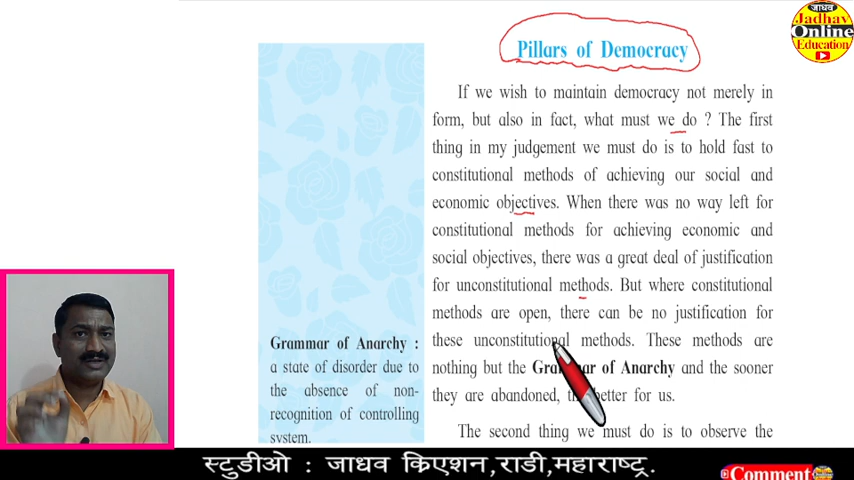 जाधव
Jadhav
Online
Education
Pillars of Democracy
If we wish to maintain democracy not merely in
form, but also in fact, what must we do ? The first
thing in my judgement we must do is to hold fast to
constitutional methods of achieving our social and
economic objectives. When there was no way left for
constitutional methods for achieving economic and
social objectives, there was a great deal of justification
for unconstitutional methods. But where constitutional
methods are open, there can be no justification for
these unconstitutional methods. These methods are
nothing but the Grammar of Anarchy and the sooner
they are abandoned, better for us.
The second thing we must do is to observe the
Grammar of Anarchy :
a state of disorder due to
the absence of non-
recognition of controlling
system.
स्टुडीओ : जाधव क्रिएशन,राडी,महाराष्ट्र.
Comment